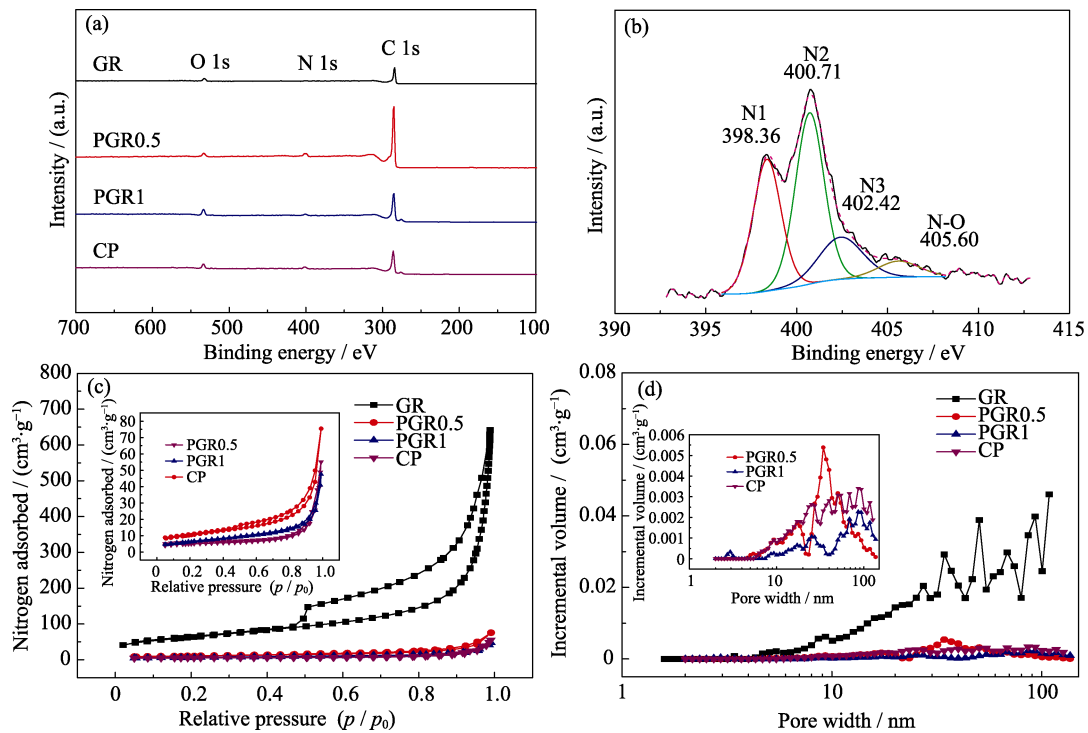 (a)
GR
O 1s
N 1s
C 1s
PGR0.5
PGR1
CP
Intensity / (a.u.)
700
600
500
400
300
200
100
Binding energy / eV
(b)
N1
398.36
N2
400.71
N3
402.42
N-O
405.60
Intensity / (a.u.)
390
395
400
405
410
415
Binding energy / eV
(c)
Nitrogen adsorbed / (cm³·g⁻¹)
800
700
600
500
400
300
200
100
0
GR
PGR0.5
PGR1
CP
Nitrogen adsorbed / (cm³·g⁻¹)
80
70
60
50
40
30
20
10
0
PGR0.5
PGR1
CP
0
0.2
0.4
0.6
0.8
1.0
Relative pressure (p / p₀)
0
0.2
0.4
0.6
0.8
1.0
Relative pressure (p / p₀)
(d)
Incremental volume / (cm³·g⁻¹)
0.08
0.06
0.04
0.02
0
GR
PGR0.5
PGR1
CP
Incremental volume / (cm³·g⁻¹)
0.006
0.005
0.004
0.003
0.002
0.001
0
PGR0.5
PGR1
CP
1
10
100
Pore width / nm
1
10
100
Pore width / nm